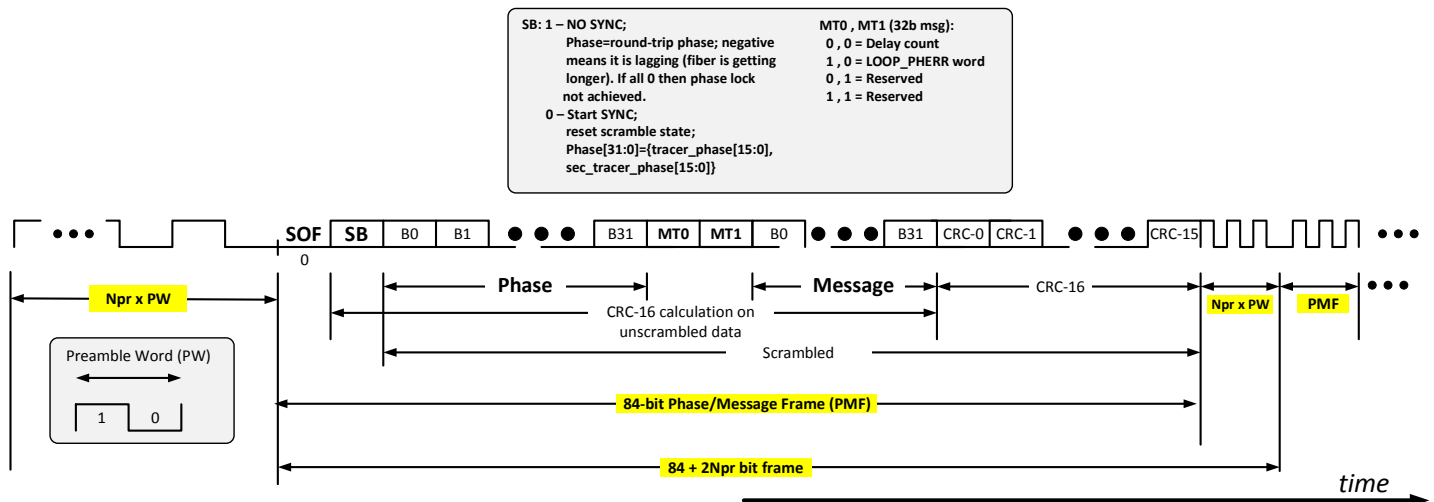 SB: 1 – NO SYNC;
Phase=round-trip phase; negative
means it is lagging (fiber is getting
longer). If all 0 then phase lock
not achieved.
0 – Start SYNC;
reset scramble state;
Phase[31:0]={tracer_phase[15:0],
sec_tracer_phase[15:0]}
MT0 , MT1 (32b msg):
0 , 0 = Delay count
1 , 0 = LOOP_PHERR word
0 , 1 = Reserved
1 , 1 = Reserved
SOF SB B0 B1 B31 MT0 MT1 B0 B31 CRC-0 CRC-1 CRC-15
0
Npr x PW Phase Message CRC-16 Npr x PW PMF
CRC-16 calculation on
unscrambled data
Scrambled
Preamble Word (PW)
1 0
84-bit Phase/Message Frame (PMF)
84 + 2Npr bit frame
time